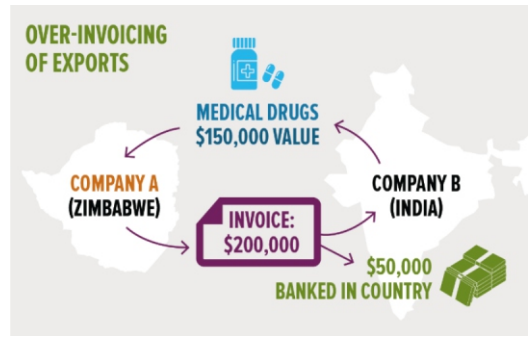 OVER-INVOICING
OF EXPORTS
MEDICAL DRUGS
$150,000 VALUE
COMPANY A
(ZIMBABWE)
COMPANY B
(INDIA)
INVOICE:
$200,000
$50,000
BANKED IN COUNTRY